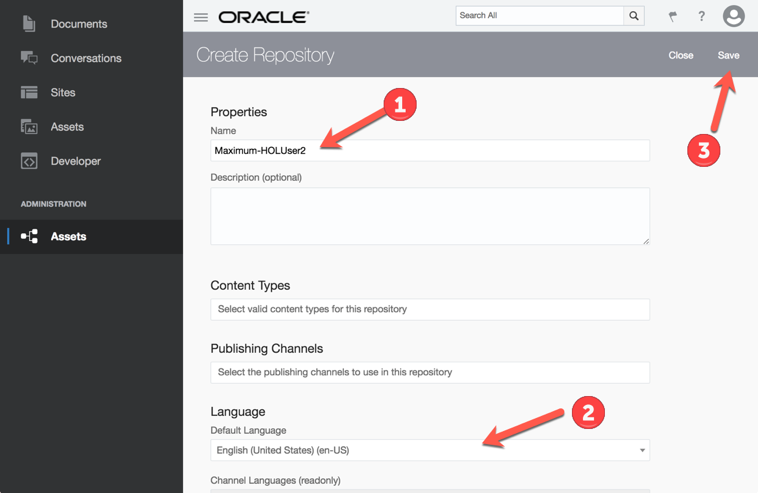 Documents
Conversations
Sites
Assets
Developer
ADMINISTRATION
Assets
ORACLE®
Search All
?
Create Repository
Close
Save
Properties
1
Name
Maximum-HOLUser2
3
Description (optional)
Content Types
Select valid content types for this repository
Publishing Channels
Select the publishing channels to use in this repository
Language
2
Default Language
English (United States) (en-US)
Channel Languages (readonly)